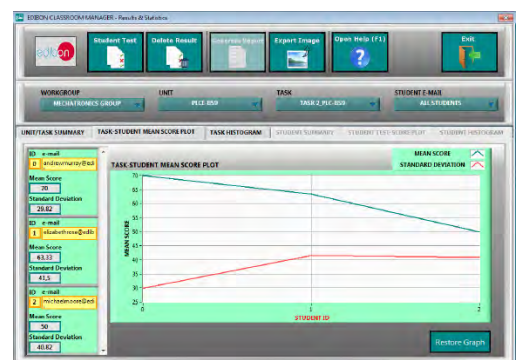 EDIBON CLASSROOM MANAGER - Results & Statistics
edibon
Student Test
Delete Result
Generate Report
Export Image
Open Help (F1)
?
Exit
WORKGROUP
UNIT
TASK
STUDENT E-MAIL
MECHATRONICS GROUP
PLLC-B59
TASK 2_PLC-B59
ALL STUDENTS
UNIT/TASK SUMMARY
TASK-STUDENT MEAN SCORE PLOT
TASK HISTOGRAM
STUDENT SUMMARY
STUDENT TEST-SCORE PLOT
STUDENT HISTOGRAM
ID e-mail
0 andrewmurray@edi
Mean Score
70
Standard Deviation
29.82
ID e-mail
1 elizabethrose@edib
Mean Score
63.33
Standard Deviation
41,5
ID e-mail
2 michaelmoore@edi
Mean Score
50
Standard Deviation
40.82
TASK-STUDENT MEAN SCORE PLOT
MEAN SCORE
STANDARD DEVIATION
MEAN SCORE
70
65
60
55
50
45
40
35
30
25
0
1
2
STUDENT ID
Restore Graph